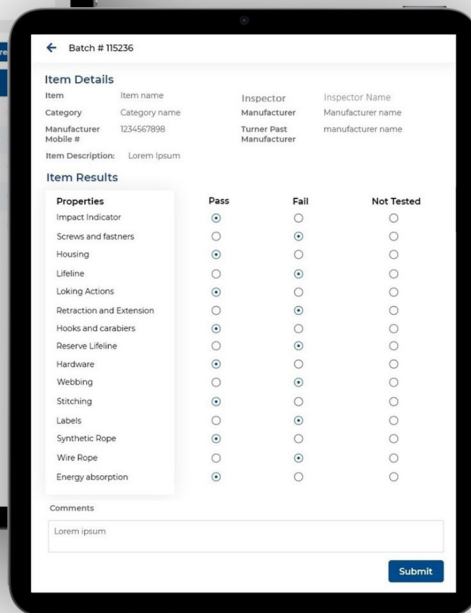 re
Batch # 115236
Item Details
Item Item name Inspector Inspector Name
Category Category name Manufacturer Manufacturer name
Manufacturer Mobile # 1234567898 Turner Past Manufacturer manufacturer name
Item Description: Lorem Ipsum
Item Results
Properties Pass Fail Not Tested
Impact Indicator
Screws and fastners
Housing
Lifeline
Loking Actions
Retraction and Extension
Hooks and carabiers
Reserve Lifeline
Hardware
Webbing
Stitching
Labels
Synthetic Rope
Wire Rope
Energy absorption
Comments
Lorem ipsum
Submit